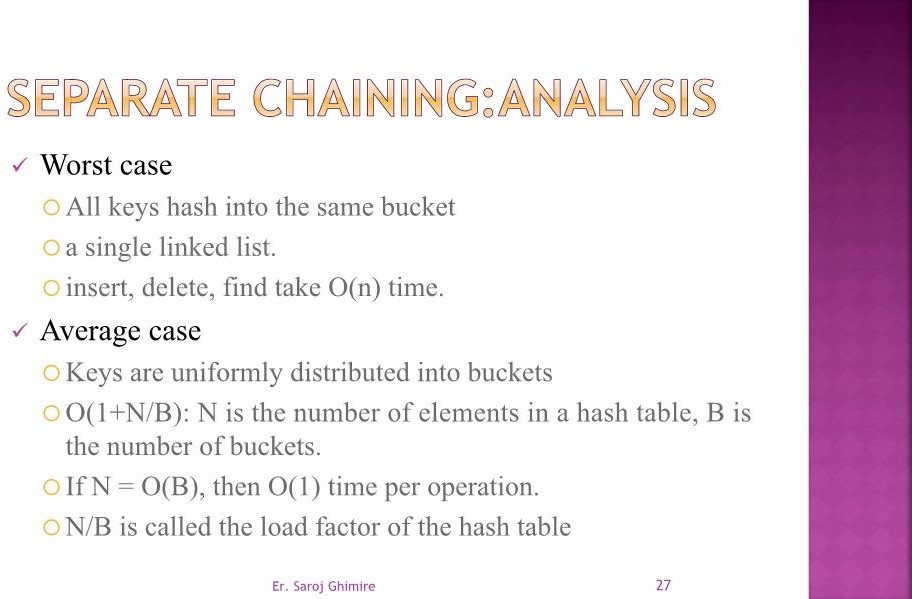 SEPARATE CHAINING:ANALYSIS
✓ Worst case
○ All keys hash into the same bucket
○ a single linked list.
○ insert, delete, find take O(n) time.
✓ Average case
○ Keys are uniformly distributed into buckets
○ O(1+N/B): N is the number of elements in a hash table, B is
the number of buckets.
○ If N = O(B), then O(1) time per operation.
○ N/B is called the load factor of the hash table
Er. Saroj Ghimire 27